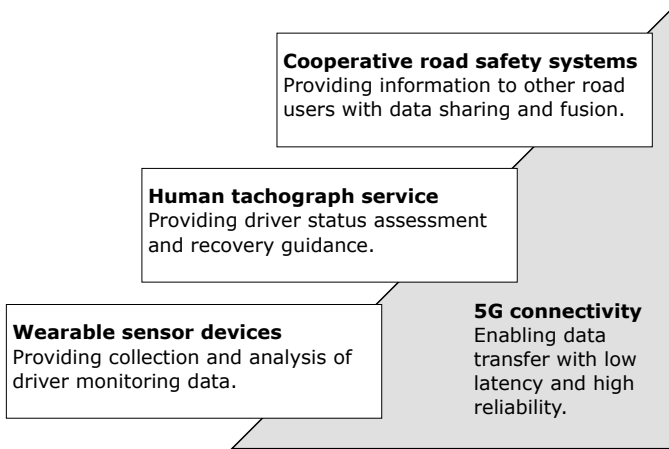 Cooperative road safety systems
Providing information to other road
users with data sharing and fusion.
Human tachograph service
Providing driver status assessment
and recovery guidance.
Wearable sensor devices
Providing collection and analysis of
driver monitoring data.
5G connectivity
Enabling data
transfer with low
latency and high
reliability.